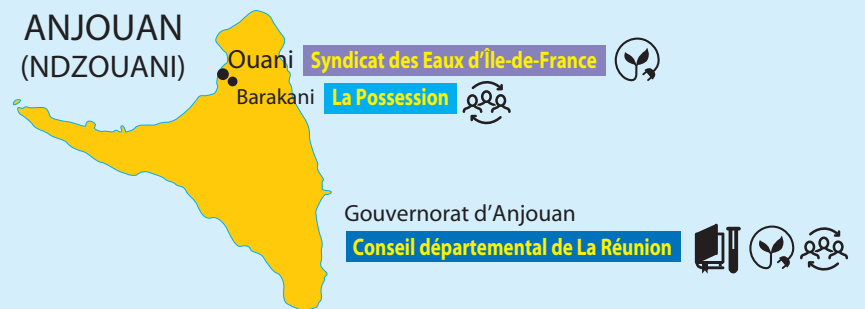 ANJOUAN
(NDZOUANI)
Ouani Syndicat des Eaux d’Île-de-France
Barakani La Possession
Gouvernorat d’Anjouan
Conseil départemental de La Réunion